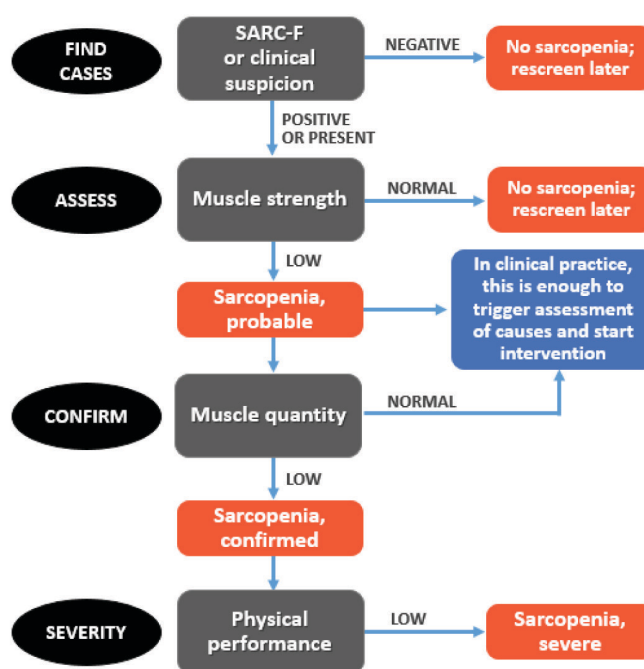 FIND
CASES
SARC-F
or clinical
suspicion
NEGATIVE
No sarcopenia;
rescreen later
POSITIVE
OR PRESENT
ASSESS
Muscle strength
NORMAL
No sarcopenia;
rescreen later
LOW
Sarcopenia,
probable
In clinical practice,
this is enough to
trigger assessment
of causes and start
intervention
CONFIRM
Muscle quantity
NORMAL
LOW
Sarcopenia,
confirmed
SEVERITY
Physical
performance
LOW
Sarcopenia,
severe